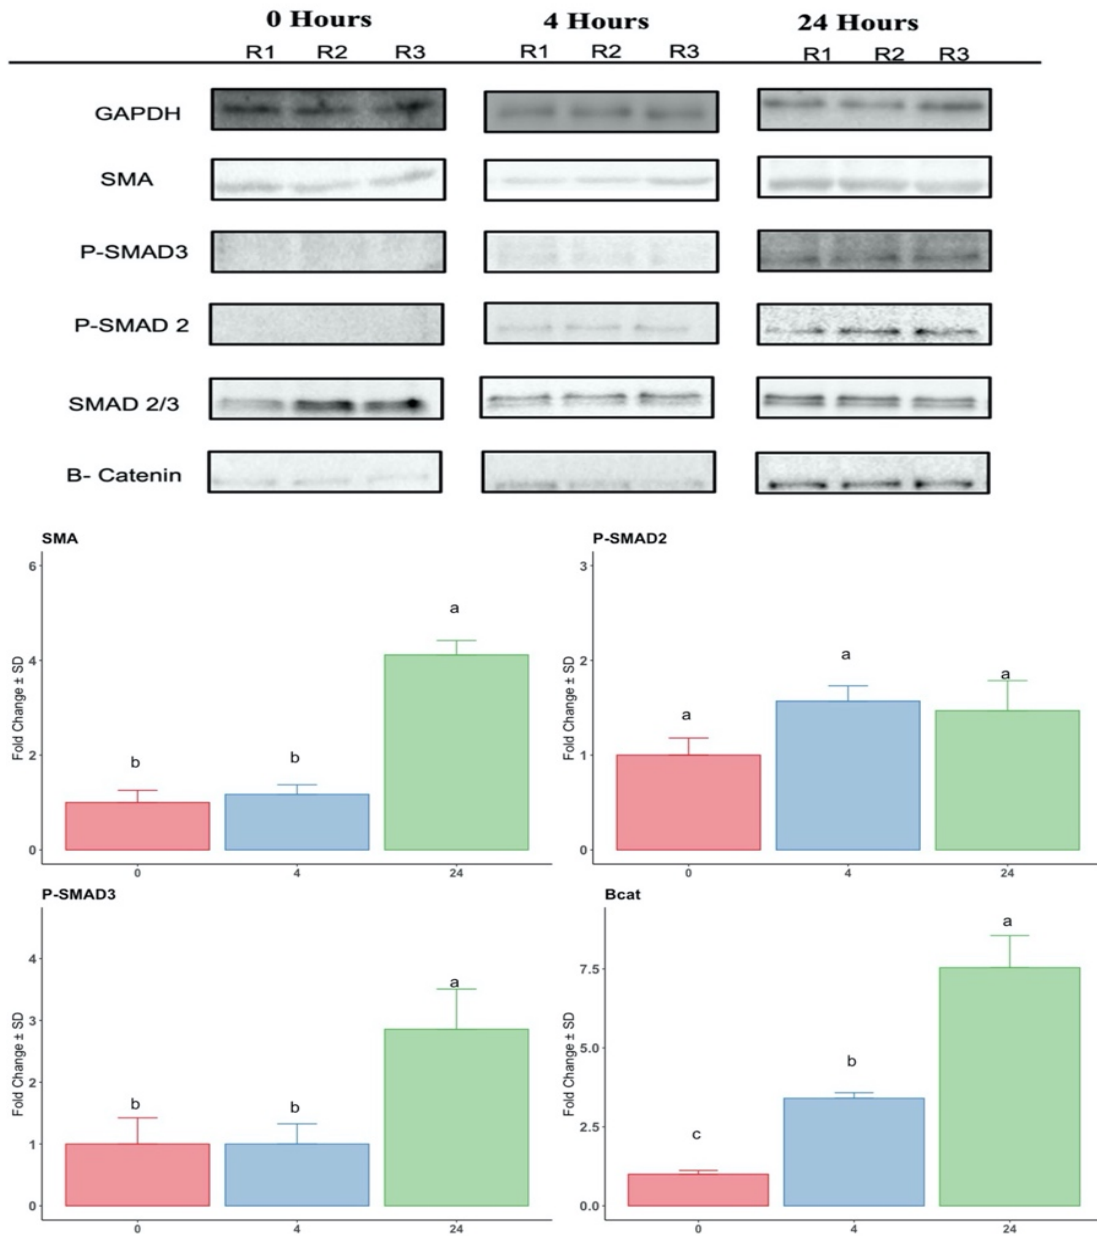 0 Hours 4 Hours 24 Hours
R1 R2 R3 R1 R2 R3 R1 R2 R3
GAPDH
SMA
P-SMAD3
P-SMAD 2
SMAD 2/3
B- Catenin
SMA
Fold Change ± SD
6
4
2
0
b
b
a
0 4 24
P-SMAD2
Fold Change ± SD
3
2
1
0
a
a
a
0 4 24
P-SMAD3
Fold Change ± SD
4
3
2
1
0
b
b
a
0 4 24
Bcat
Fold Change ± SD
7.5
5.0
2.5
0.0
c
b
a
0 4 24